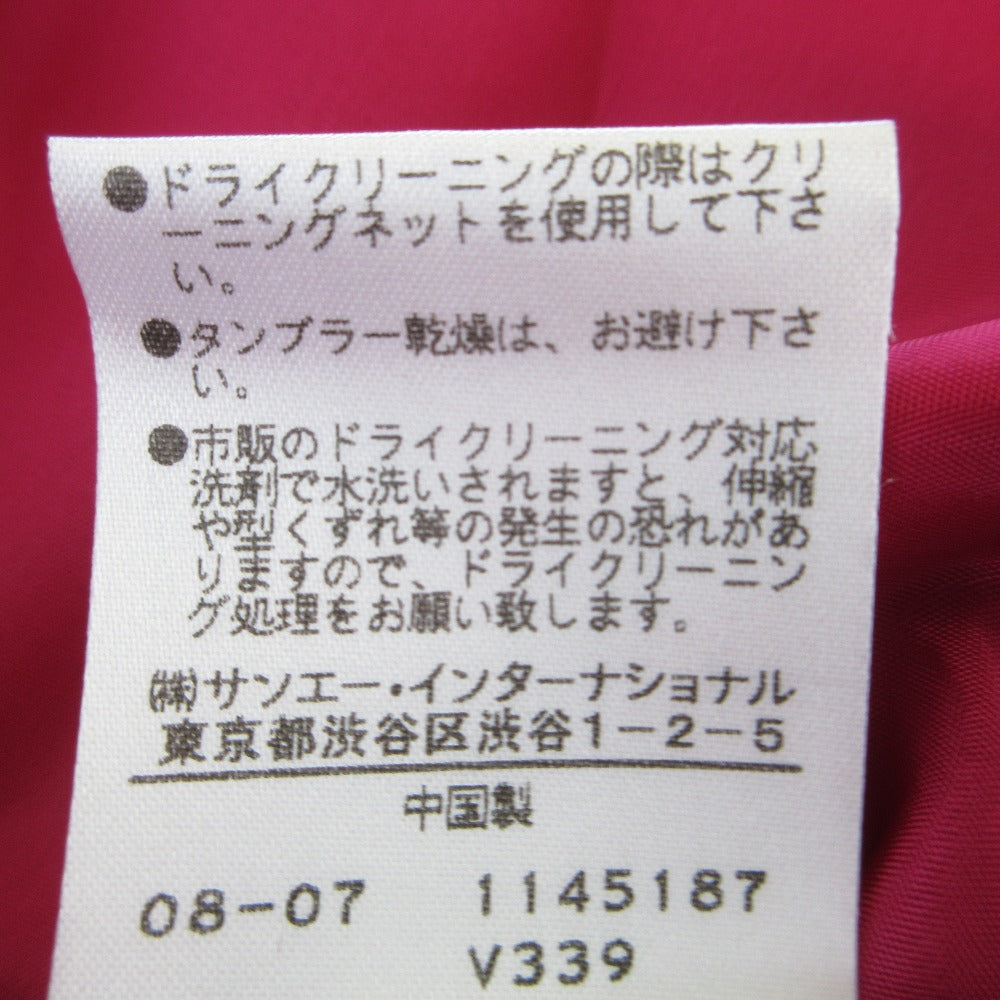 ●ドライクリーニングの際はクリ
ーニングネットを使用して下さ
い。
●タンブラー乾燥は、お避け下さ
い。
●市販のドライクリーニング対応
洗剤で水洗いされますと、伸縮
や型くずれ等の発生の恐れがあ
りますので、ドライクリーニン
グ処理をお願い致します。
㈱サンエー・インターナショナル
東京都渋谷区渋谷1-2-5
中国製
08-07 1145187
V339